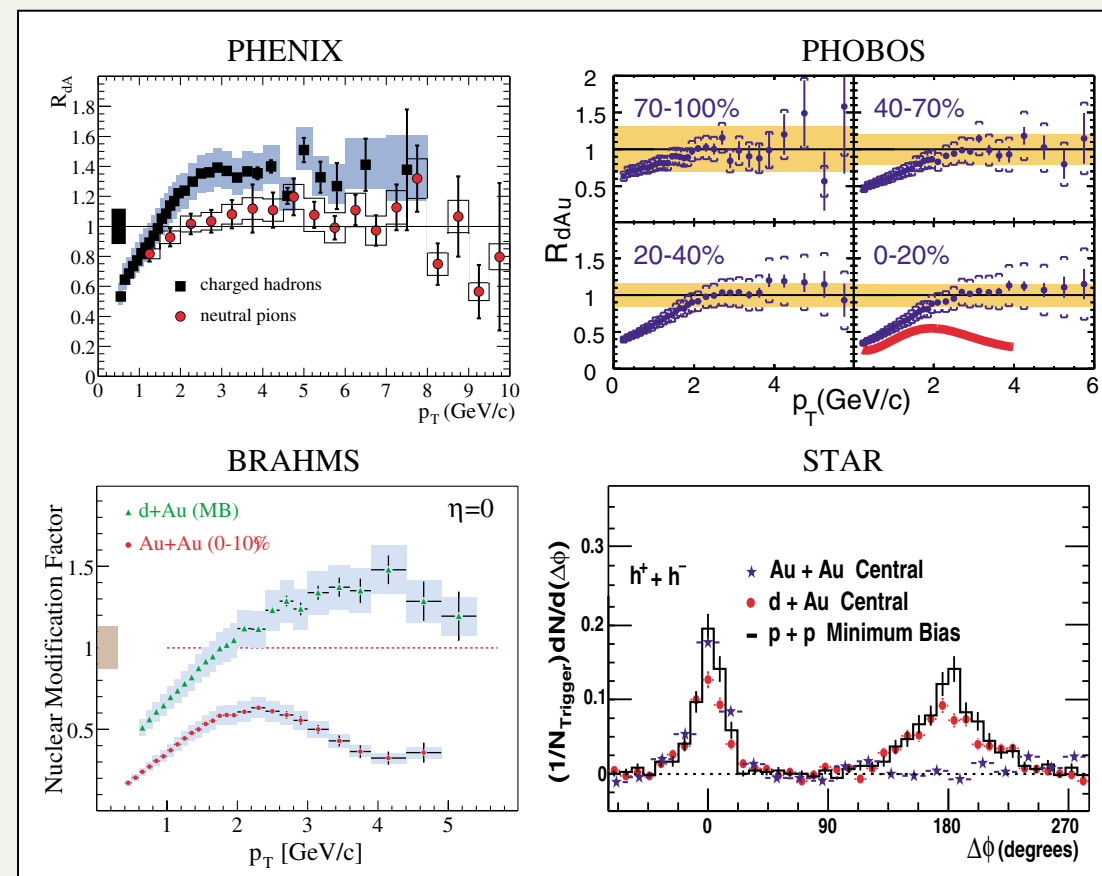 PHENIX
R_dA
1.8
1.6
1.4
1.2
1
0.8
0.6
0.4
0.2
0
charged hadrons
neutral pions
0 1 2 3 4 5 6 7 8 9 10
p_T (GeV/c)
PHOBOS
R_dAu
2
1.5
1
0.5
1.5
1
0.5
0
70-100%
40-70%
20-40%
0-20%
0 2 4 2 4 6
p_T(GeV/c)
BRAHMS
Nuclear Modification Factor
1.5
1
0.5
d+Au (MB)
Au+Au (0-10%
η=0
1 2 3 4 5
p_T [GeV/c]
STAR
(1/N_Trigger)dN/d(Δϕ)
0.3
0.2
0.1
0
h⁺ + h⁻
Au + Au Central
d + Au Central
p + p Minimum Bias
0 90 180 270
Δϕ (degrees)